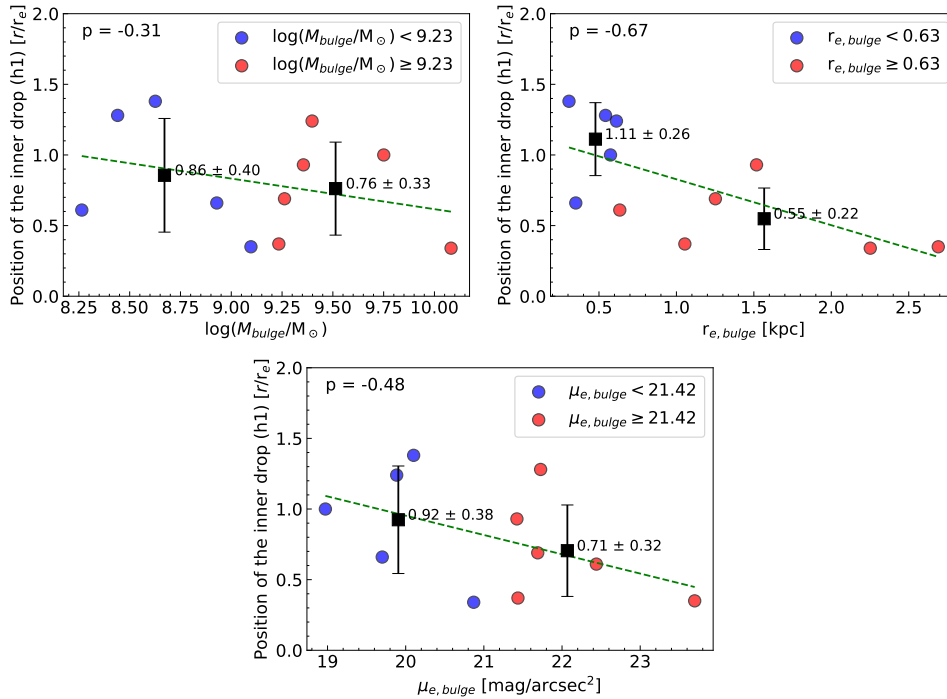 p = -0.31
log(M_bulge/M⊙) < 9.23
log(M_bulge/M⊙) ≥ 9.23
0.86 ± 0.40
0.76 ± 0.33
Position of the inner drop (h1) [r/r_e]
2.0
1.5
1.0
0.5
0.0
8.25 8.50 8.75 9.00 9.25 9.50 9.75 10.00
log(M_bulge/M⊙)
p = -0.67
r_e,bulge < 0.63
r_e,bulge ≥ 0.63
1.11 ± 0.26
0.55 ± 0.22
Position of the inner drop (h1) [r/r_e]
2.0
1.5
1.0
0.5
0.0
0.5 1.0 1.5 2.0 2.5
r_e,bulge [kpc]
p = -0.48
μ_e,bulge < 21.42
μ_e,bulge ≥ 21.42
0.92 ± 0.38
0.71 ± 0.32
Position of the inner drop (h1) [r/r_e]
2.0
1.5
1.0
0.5
0.0
19 20 21 22 23
μ_e,bulge [mag/arcsec²]